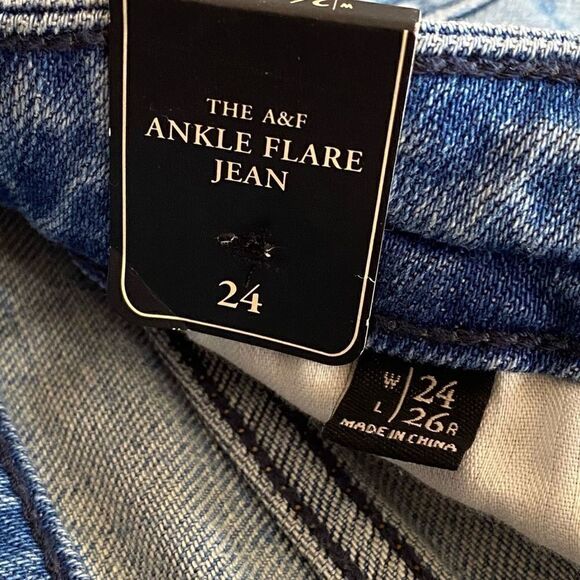 THE A&F
ANKLE FLARE
JEAN
24
W/24
L/26R
MADE IN CHINA